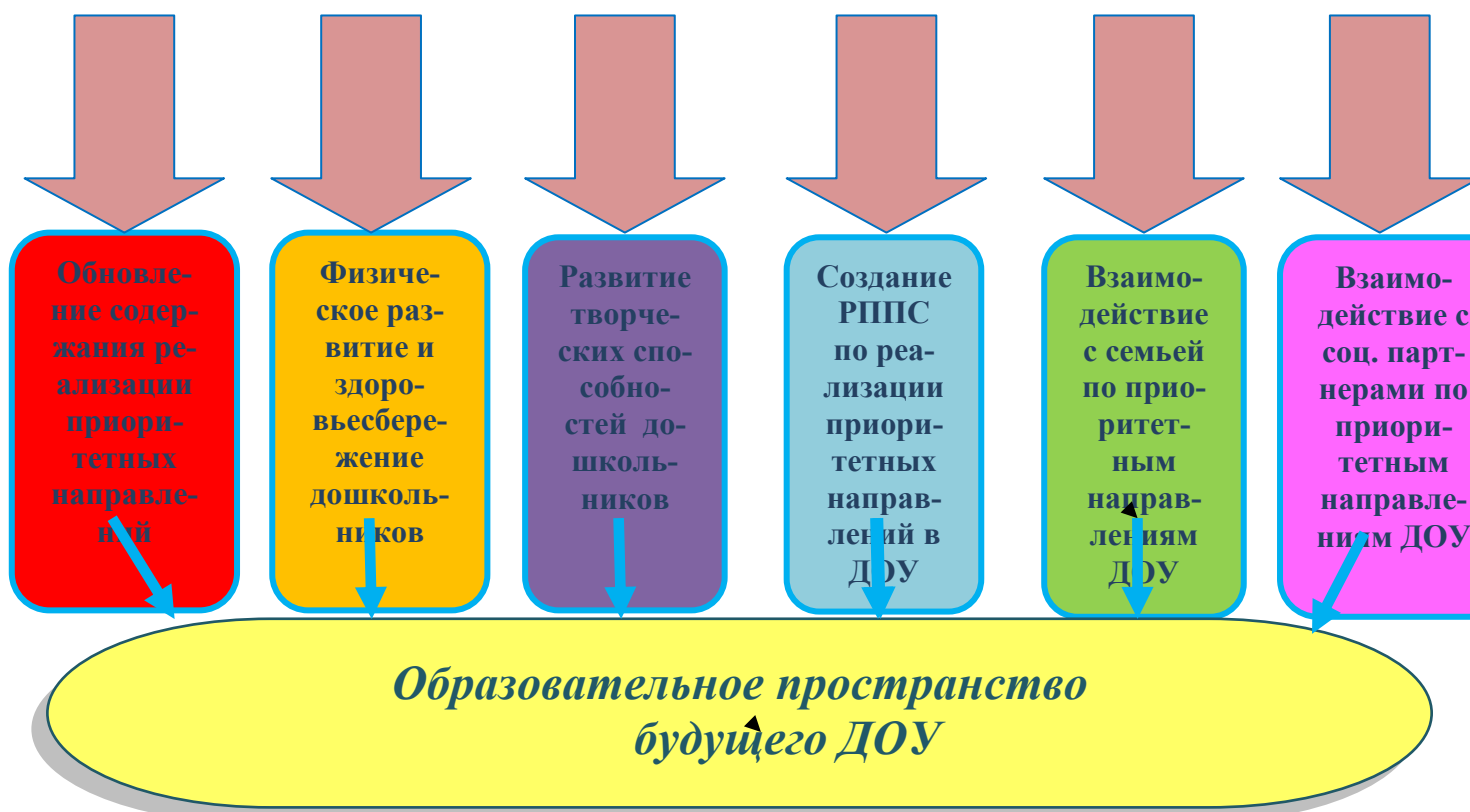 Обновле-
ние содер-
жания ре-
ализации
приори-
тетных
направле-
ний
Физиче-
ское раз-
витие и
здоро-
вьесбере-
жение
дошколь-
ников
Развитие
творче-
ских спо-
собно-
стей до-
школь-
ников
Создание
РППС
по реа-
лизации
приори-
тетных
направ-
лений в
ДОУ
Взаимо-
действие
с семьей
по прио-
ритет-
ным
направ-
лениям
ДОУ
Взаимо-
действие с
соц. парт-
нерами по
приори-
тетным
направле-
ниям ДОУ
Образовательное пространство
будущего ДОУ